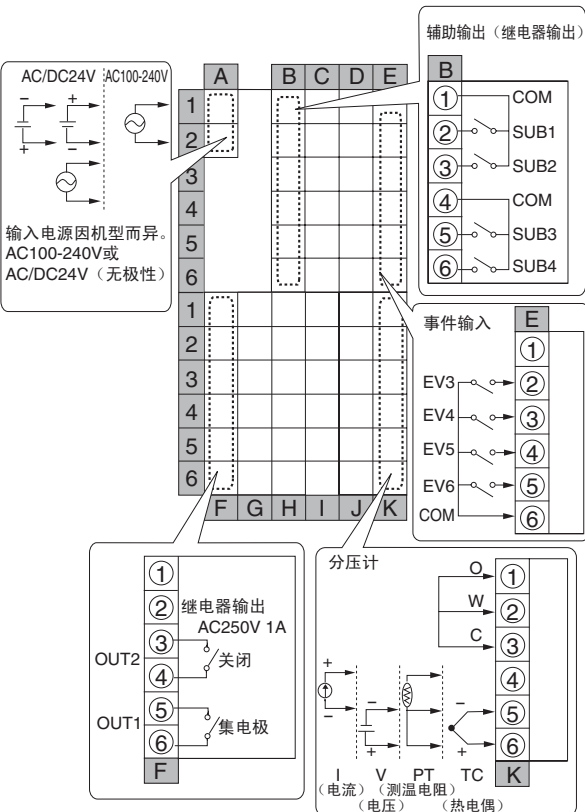 辅助输出（继电器输出）
B
① COM
② SUB1
③ SUB2
④ COM
⑤ SUB3
⑥ SUB4
AC/DC24V AC100-240V
− +
+ −
输入电源因机型而异。
AC100-240V或
AC/DC24V（无极性）
A B C D E
1
2
3
4
5
6
1
2
3
4
5
6
F G H I J K
事件输入
E
①
EV3 ②
EV4 ③
EV5 ④
EV6 ⑤
COM ⑥
①
② 继电器输出
AC250V 1A
OUT2 ③ ④ 关闭
OUT1 ⑤ ⑥ 集电极
F
分压计
O ①
W ②
C ③
④
⑤
⑥
+ − − + − +
I V PT TC K
（电流）（测温电阻）
（电压） （热电偶）